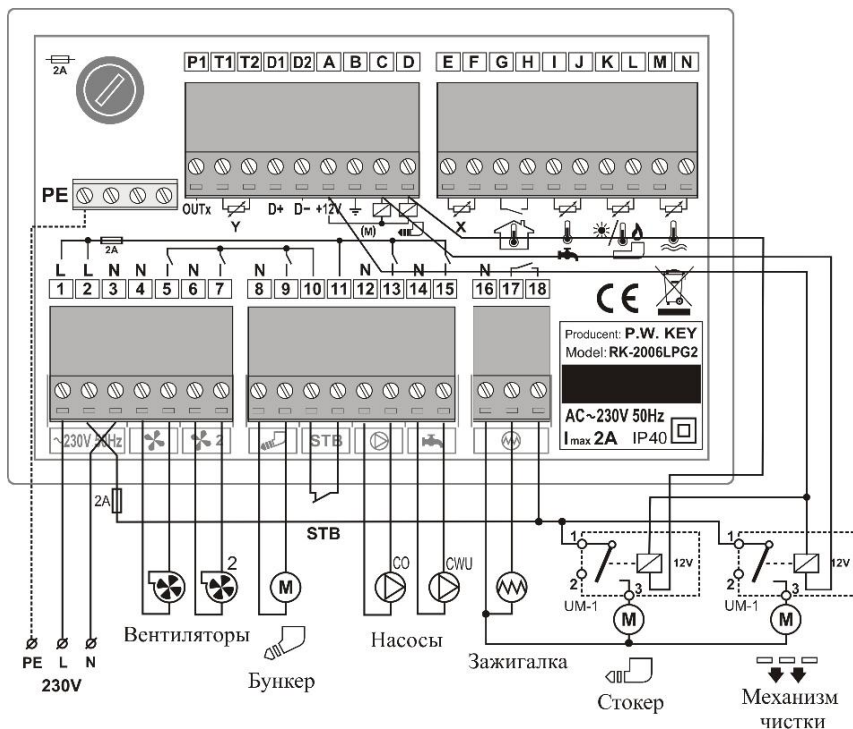 2A
P1 T1 T2 D1 D2 A B C D
E F G H I J K L M N
PE
OUTx
Y
D+ D− +12V
(M)
X
2A
L L N N N
N
N N
N
1 2 3 4 5 6 7
8 9 10 11 12 13 14 15
16 17 18
CE
Producent: P.W. KEY
Model: RK-2006LPG2
AC~230V 50Hz
I max 2A IP40
~230V 50Hz
2
STB
2A
STB
2
M
CO
CWU
1
2
3
12V
UM-1
M
1
2
3
12V
UM-1
M
Вентиляторы
Бункер
Насосы
Зажигалка
Стокер
Механизм
чистки
PE L N
230V